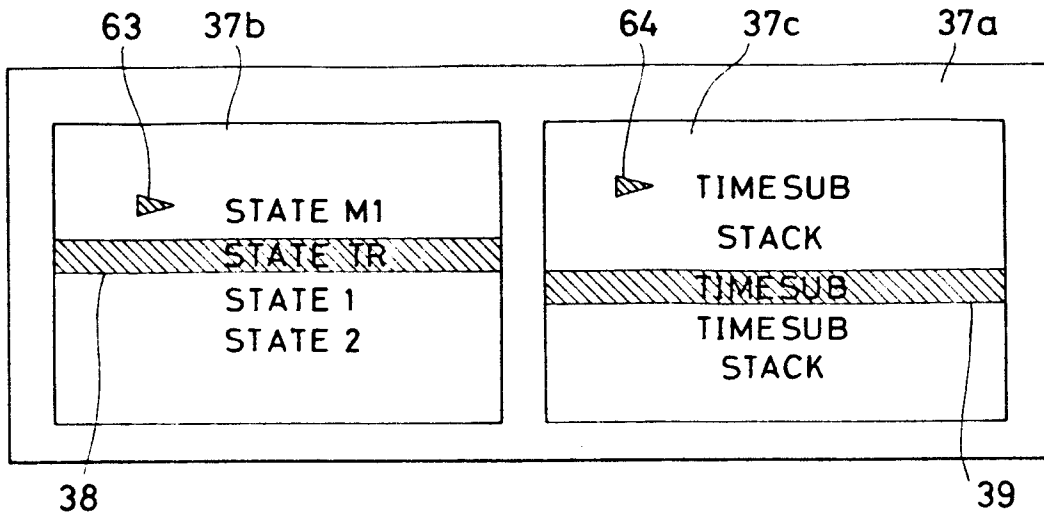 63 37b 64 37c 37a
STATE M1
STATE TR
STATE 1
STATE 2
TIMESUB
STACK
TIMESUB
TIMESUB
STACK
38 39